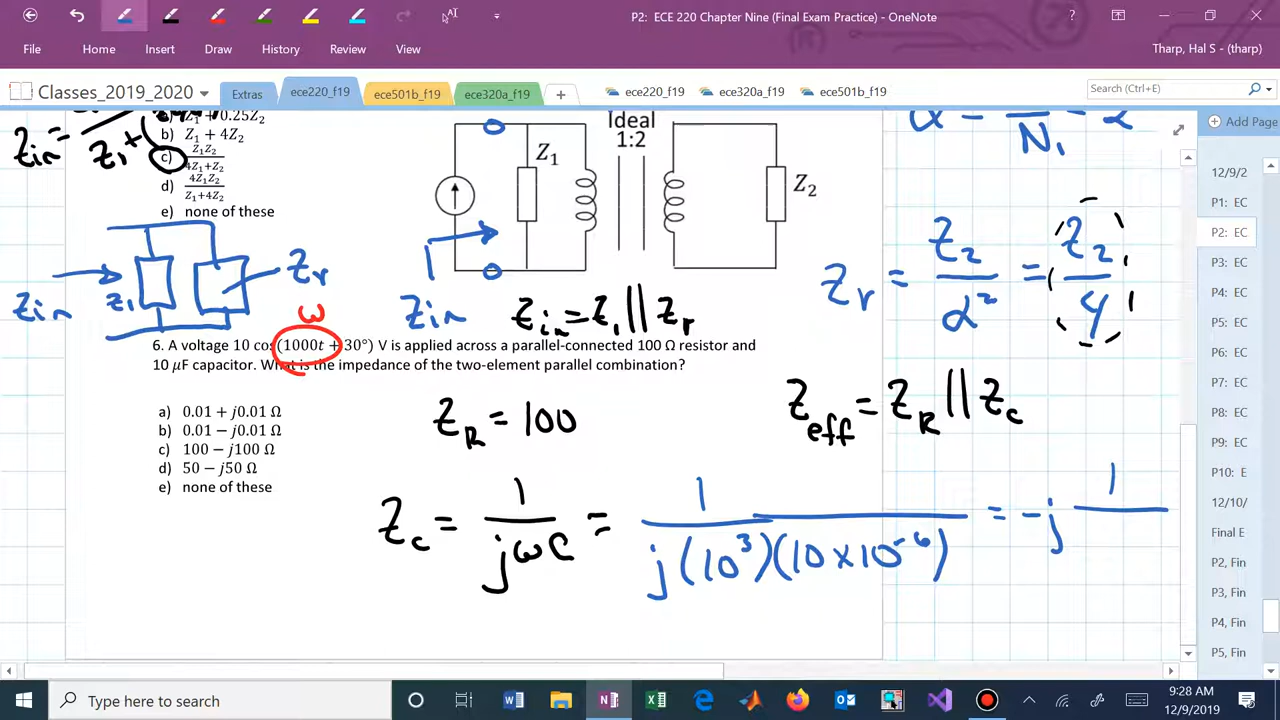 P2: ECE 220 Chapter Nine (Final Exam Practice) - OneNote
Tharp, Hal S - (tharp)
File Home Insert Draw History Review View
Classes_2019_2020 Extras ece220_f19 ece501b_f19 ece320a_f19 ece220_f19 ece320a_f19 ece501b_f19
Search (Ctrl+E)
Add Page
12/9/2
P1: EC
P2: EC
P3: EC
P4: EC
P5: EC
P6: EC
P7: EC
P8: EC
P9: EC
P10: E
12/10/
Final E
P2, Fin
P3, Fin
P4, Fin
P5, Fin
Zin =
Z1 +
a) Z1 + 0.25Z2
b) Z1 + 4Z2
c) Z1Z2 / 4Z1+Z2
d) 4Z1Z2 / Z1+4Z2
e) none of these
Ideal
1:2
Z1
Z2
N1
Zin Z1 Zr
Zin
Zin = Z1 || Zr
Zr = Z2 / α² = Z2 / 4
ω
6. A voltage 10 cos(1000t + 30°) V is applied across a parallel-connected 100 Ω resistor and
10 μF capacitor. What is the impedance of the two-element parallel combination?
a) 0.01 + j0.01 Ω
b) 0.01 − j0.01 Ω
c) 100 − j100 Ω
d) 50 − j50 Ω
e) none of these
ZR = 100
Zeff = ZR || Zc
Zc = 1 / jωC = 1 / j(10³)(10×10⁻⁶) = -j 1
Type here to search
9:28 AM
12/9/2019